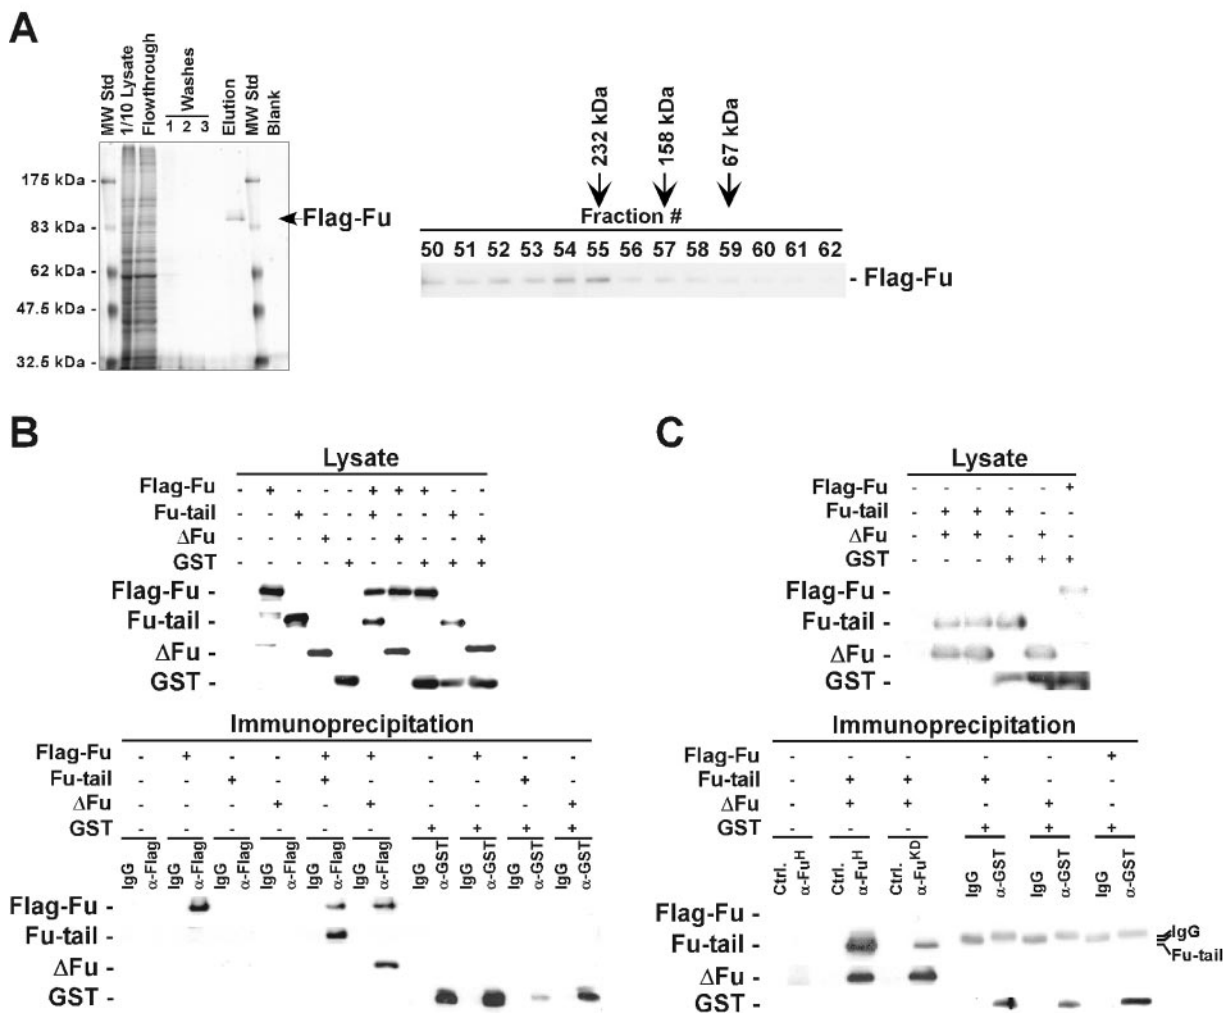 A
MW Std
1/10 Lysate
Flowthrough
Washes
1 2 3
Elution
MW Std
Blank
175 kDa -
83 kDa -
62 kDa -
47.5 kDa -
32.5 kDa -
Flag-Fu
232 kDa
158 kDa
67 kDa
Fraction #
50 51 52 53 54 55 56 57 58 59 60 61 62
- Flag-Fu
B
Lysate
Flag-Fu - + - - - + + + - -
Fu-tail - - + - - + - - + -
ΔFu - - - + - - + - - +
GST - - - - + - - + + +
Flag-Fu -
Fu-tail -
ΔFu -
GST -
Immunoprecipitation
Flag-Fu - + - - + + - + - -
Fu-tail - - + - + - - - + -
ΔFu - - - + - + - - - +
GST - - - - - - + + + +
IgG α-Flag IgG α-Flag IgG α-Flag IgG α-Flag IgG α-Flag IgG α-Flag IgG α-GST IgG α-GST IgG α-GST IgG α-GST
Flag-Fu -
Fu-tail -
ΔFu -
GST -
C
Lysate
Flag-Fu - - - - - +
Fu-tail - + + + - -
ΔFu - + + - + -
GST - - - + + +
Flag-Fu -
Fu-tail -
ΔFu -
GST -
Immunoprecipitation
Flag-Fu - - - - - +
Fu-tail - + + + - -
ΔFu - + + - + -
GST - - - + + +
Ctrl. α-Fuᴴ Ctrl. α-Fuᴴ Ctrl. α-Fuᴷᴰ IgG α-GST IgG α-GST IgG α-GST
Flag-Fu -
Fu-tail -
ΔFu -
GST -
IgG
Fu-tail